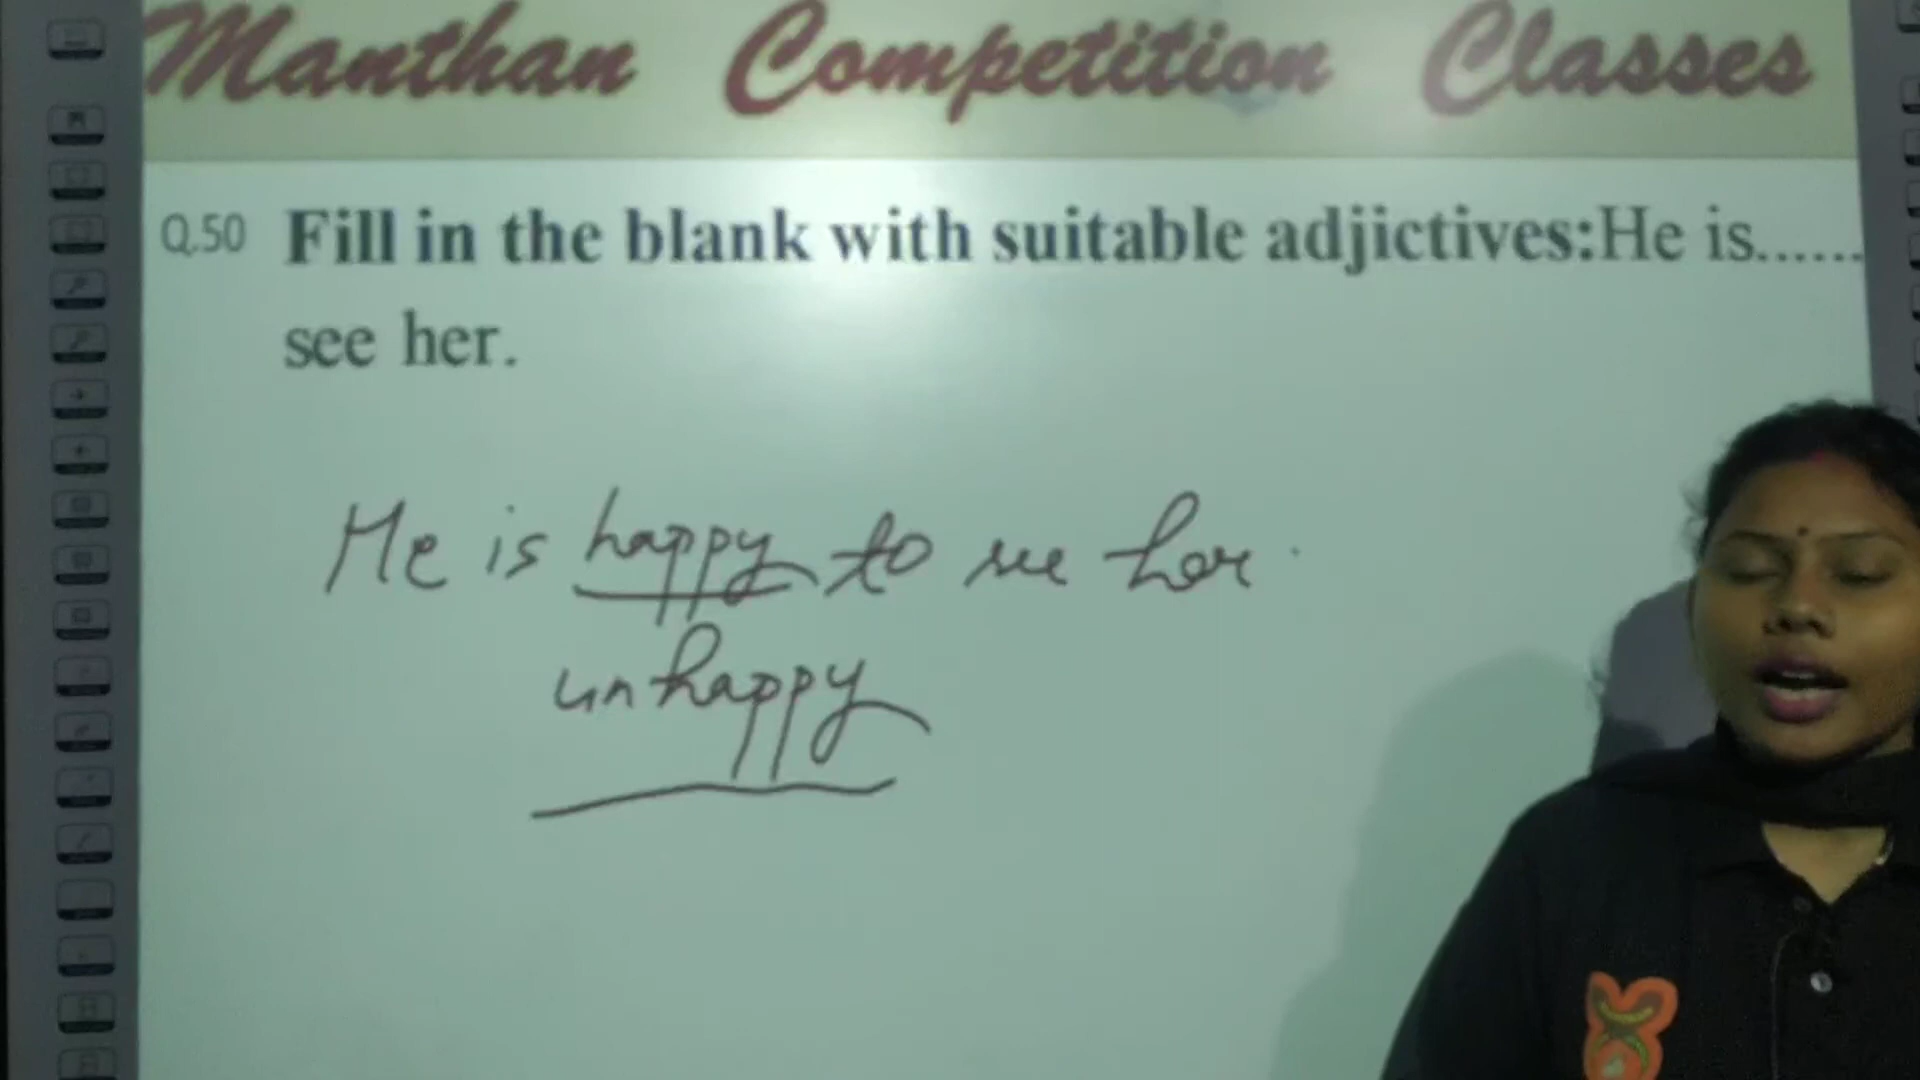 Manthan Competition Classes
Q.50 Fill in the blank with suitable adjictives:He is......
see her.
He is happy to see her.
unhappy